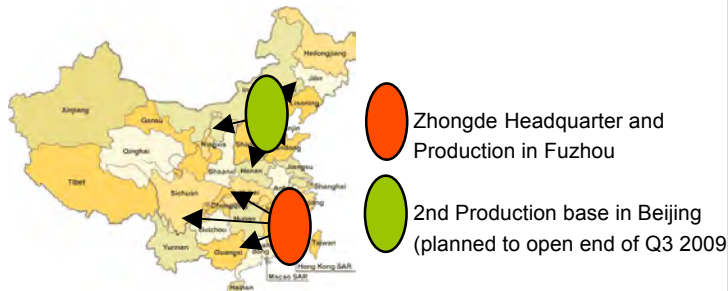 Heilongjiang
Jilin
Liaoning
Xinjiang
Gansu
Ningxia
Qinghai
Shaanxi
Henan
Jiangsu
Tibet
Sichuan
Shanghai
Hunan
Guizhou
Yunnan
Guangxi
Taiwan
Hong Kong SAR
Macao SAR
Hainan
Zhongde Headquarter and
Production in Fuzhou
2nd Production base in Beijing
(planned to open end of Q3 2009